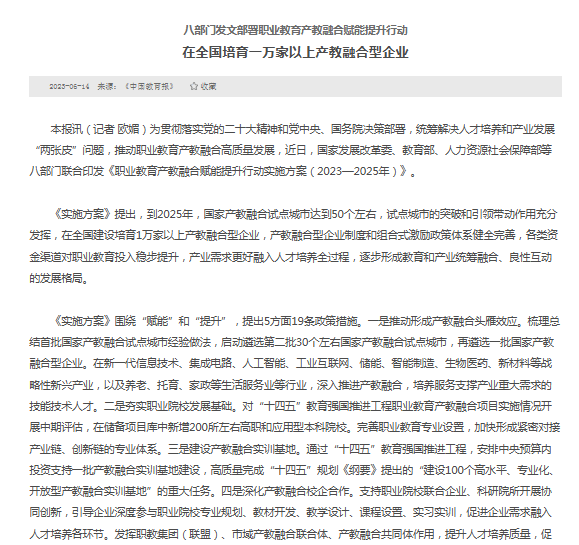 八部门发文部署职业教育产教融合赋能提升行动
在全国培育一万家以上产教融合型企业
2023-06-14 来源：《中国教育报》 ☆ 收藏
本报讯（记者 欧媚）为贯彻落实党的二十大精神和党中央、国务院决策部署，统筹解决人才培养和产业发展
“两张皮”问题，推动职业教育产教融合高质量发展，近日，国家发展改革委、教育部、人力资源社会保障部等
八部门联合印发《职业教育产教融合赋能提升行动实施方案（2023—2025年）》。
《实施方案》提出，到2025年，国家产教融合试点城市达到50个左右，试点城市的突破和引领带动作用充分
发挥，在全国建设培育1万家以上产教融合型企业，产教融合型企业制度和组合式激励政策体系健全完善，各类资
金渠道对职业教育投入稳步提升，产业需求更好融入人才培养全过程，逐步形成教育和产业统筹融合、良性互动
的发展格局。
《实施方案》围绕“赋能”和“提升”，提出5方面19条政策措施。一是推动形成产教融合头雁效应。梳理总
结首批国家产教融合试点城市经验做法，启动遴选第二批30个左右国家产教融合试点城市，再遴选一批国家产教
融合型企业。在新一代信息技术、集成电路、人工智能、工业互联网、储能、智能制造、生物医药、新材料等战
略性新兴产业，以及养老、托育、家政等生活服务业等行业，深入推进产教融合，培养服务支撑产业重大需求的
技能技术人才。二是夯实职业院校发展基础。对“十四五”教育强国推进工程职业教育产教融合项目实施情况开
展中期评估，在储备项目库中新增200所左右高职和应用型本科院校。完善职业教育专业设置，加快形成紧密对接
产业链、创新链的专业体系。三是建设产教融合实训基地。通过“十四五”教育强国推进工程，安排中央预算内
投资支持一批产教融合实训基地建设，高质量完成“十四五”规划《纲要》提出的“建设100个高水平、专业化、
开放型产教融合实训基地”的重大任务。四是深化产教融合校企合作。支持职业院校联合企业、科研院所开展协
同创新，引导企业深度参与职业院校专业规划、教材开发、教学设计、课程设置、实习实训，促进企业需求融入
人才培养各环节。发挥职教集团（联盟）、市域产教融合联合体、产教融合共同体作用，提升人才培养质量，促